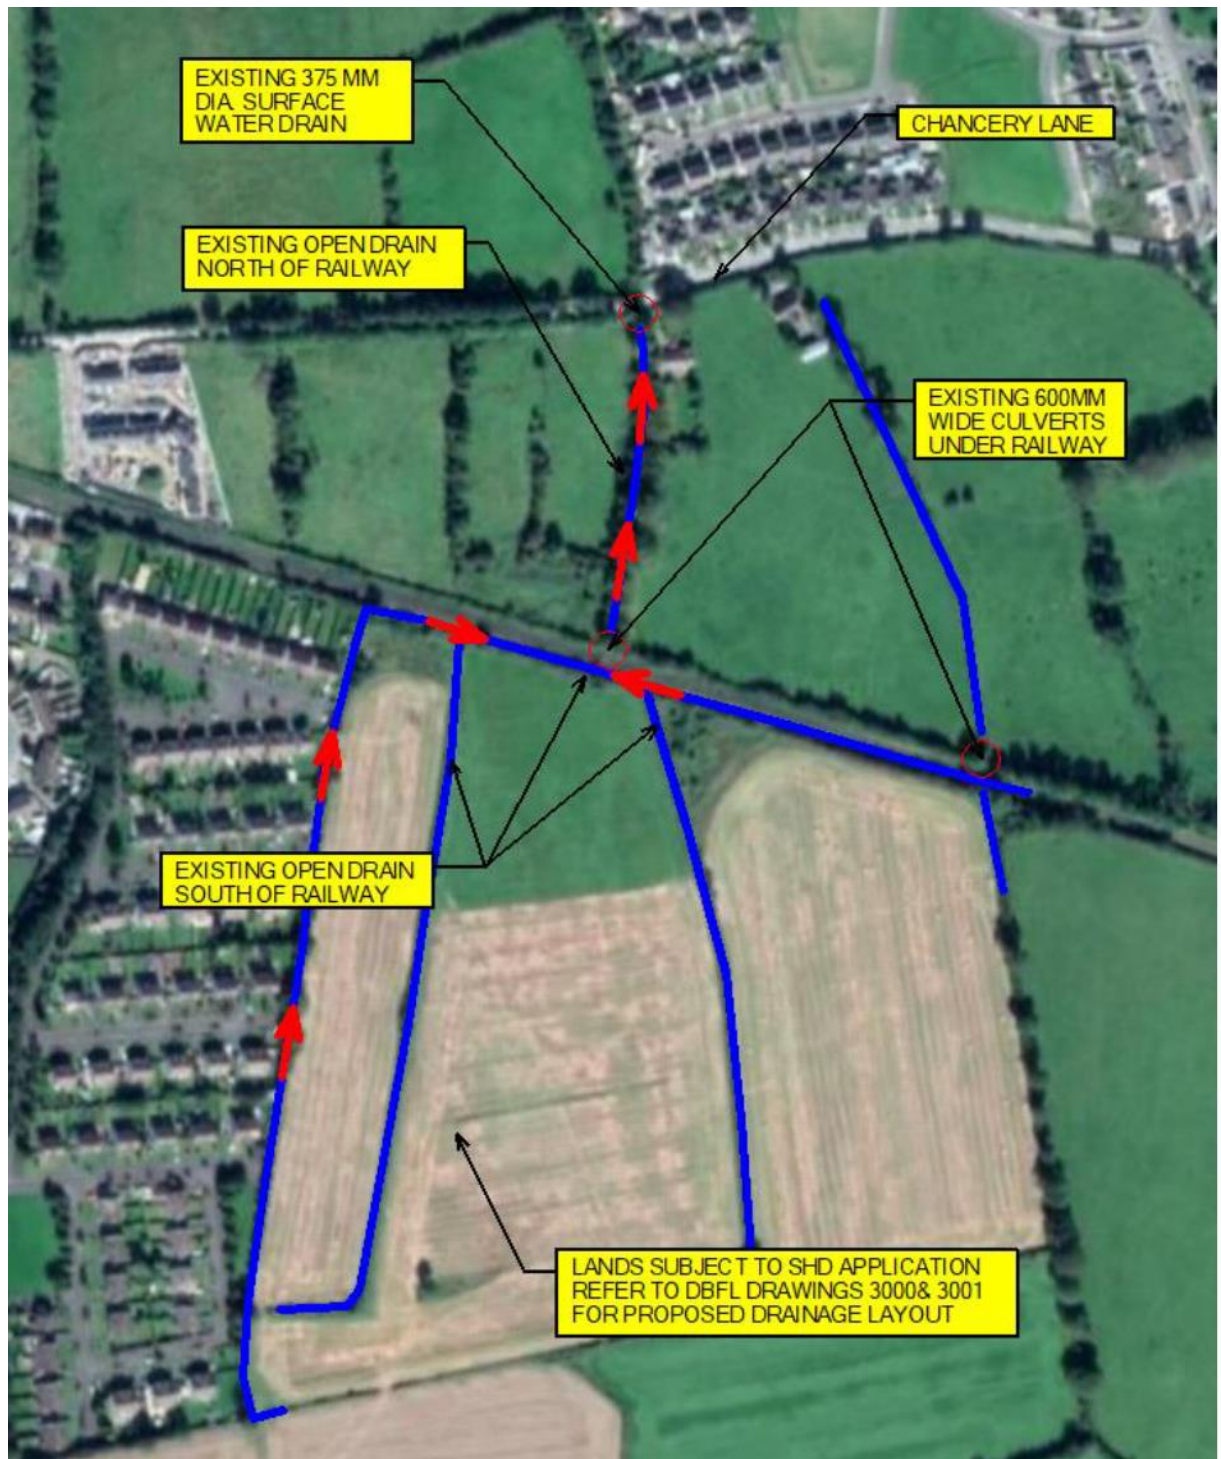 EXISTING 375 MM
DIA. SURFACE
WATER DRAIN
CHANCERY LANE
EXISTING OPEN DRAIN
NORTH OF RAILWAY
EXISTING 600MM
WIDE CULVERTS
UNDER RAILWAY
EXISTING OPEN DRAIN
SOUTH OF RAILWAY
LANDS SUBJECT TO SHD APPLICATION
REFER TO DBFL DRAWINGS 3000& 3001
FOR PROPOSED DRAINAGE LAYOUT